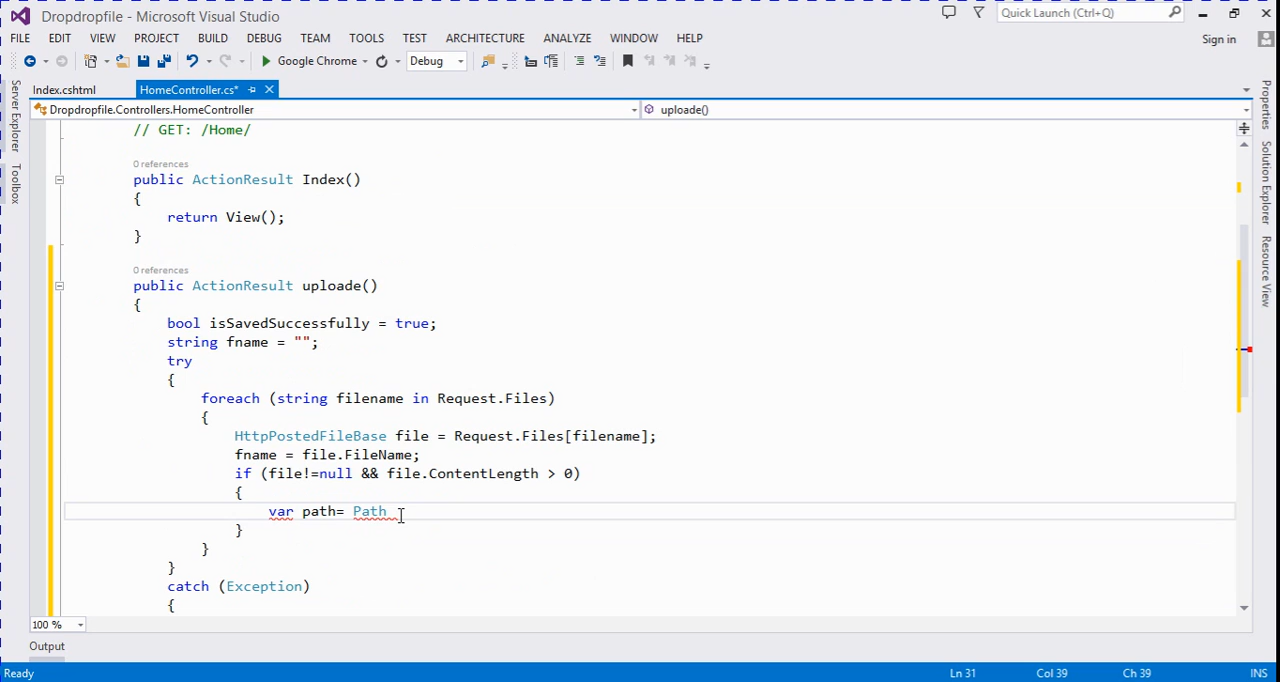 Dropdropfile - Microsoft Visual Studio
Quick Launch (Ctrl+Q)
FILE EDIT VIEW PROJECT BUILD DEBUG TEAM TOOLS TEST ARCHITECTURE ANALYZE WINDOW HELP
Sign in
Google Chrome Debug
Index.cshtml HomeController.cs*
Dropdropfile.Controllers.HomeController uploade()
Server Explorer
Toolbox
Properties
Solution Explorer
Resource View
// GET: /Home/
0 references
public ActionResult Index()
{
return View();
}
0 references
public ActionResult uploade()
{
bool isSavedSuccessfully = true;
string fname = "";
try
{
foreach (string filename in Request.Files)
{
HttpPostedFileBase file = Request.Files[filename];
fname = file.FileName;
if (file!=null && file.ContentLength > 0)
{
var path= Path
}
}
}
catch (Exception)
{
100 %
Output
Ready Ln 31 Col 39 Ch 39 INS